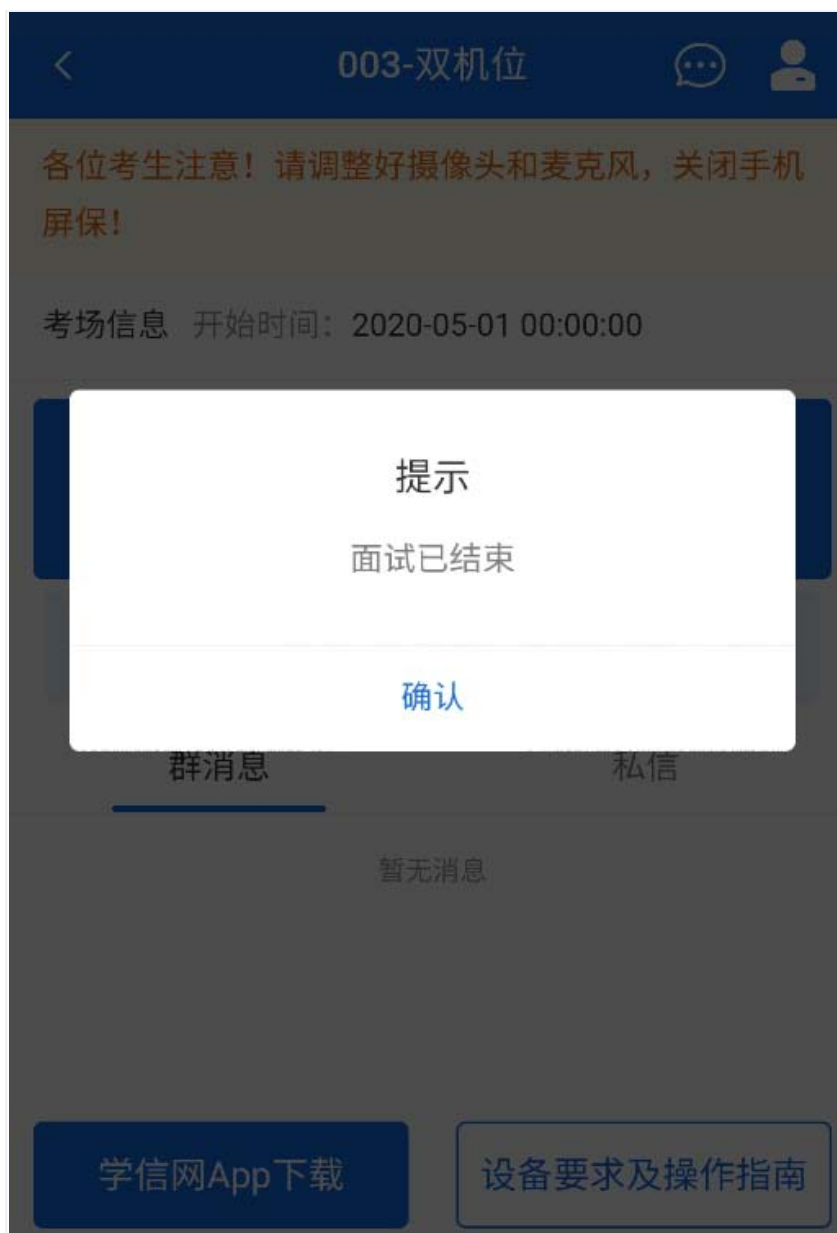 003-双机位
各位考生注意！请调整好摄像头和麦克风，关闭手机
屏保！
考场信息 开始时间：2020-05-01 00:00:00
提示
面试已结束
确认
群消息 私信
暂无消息
学信网App下载 设备要求及操作指南